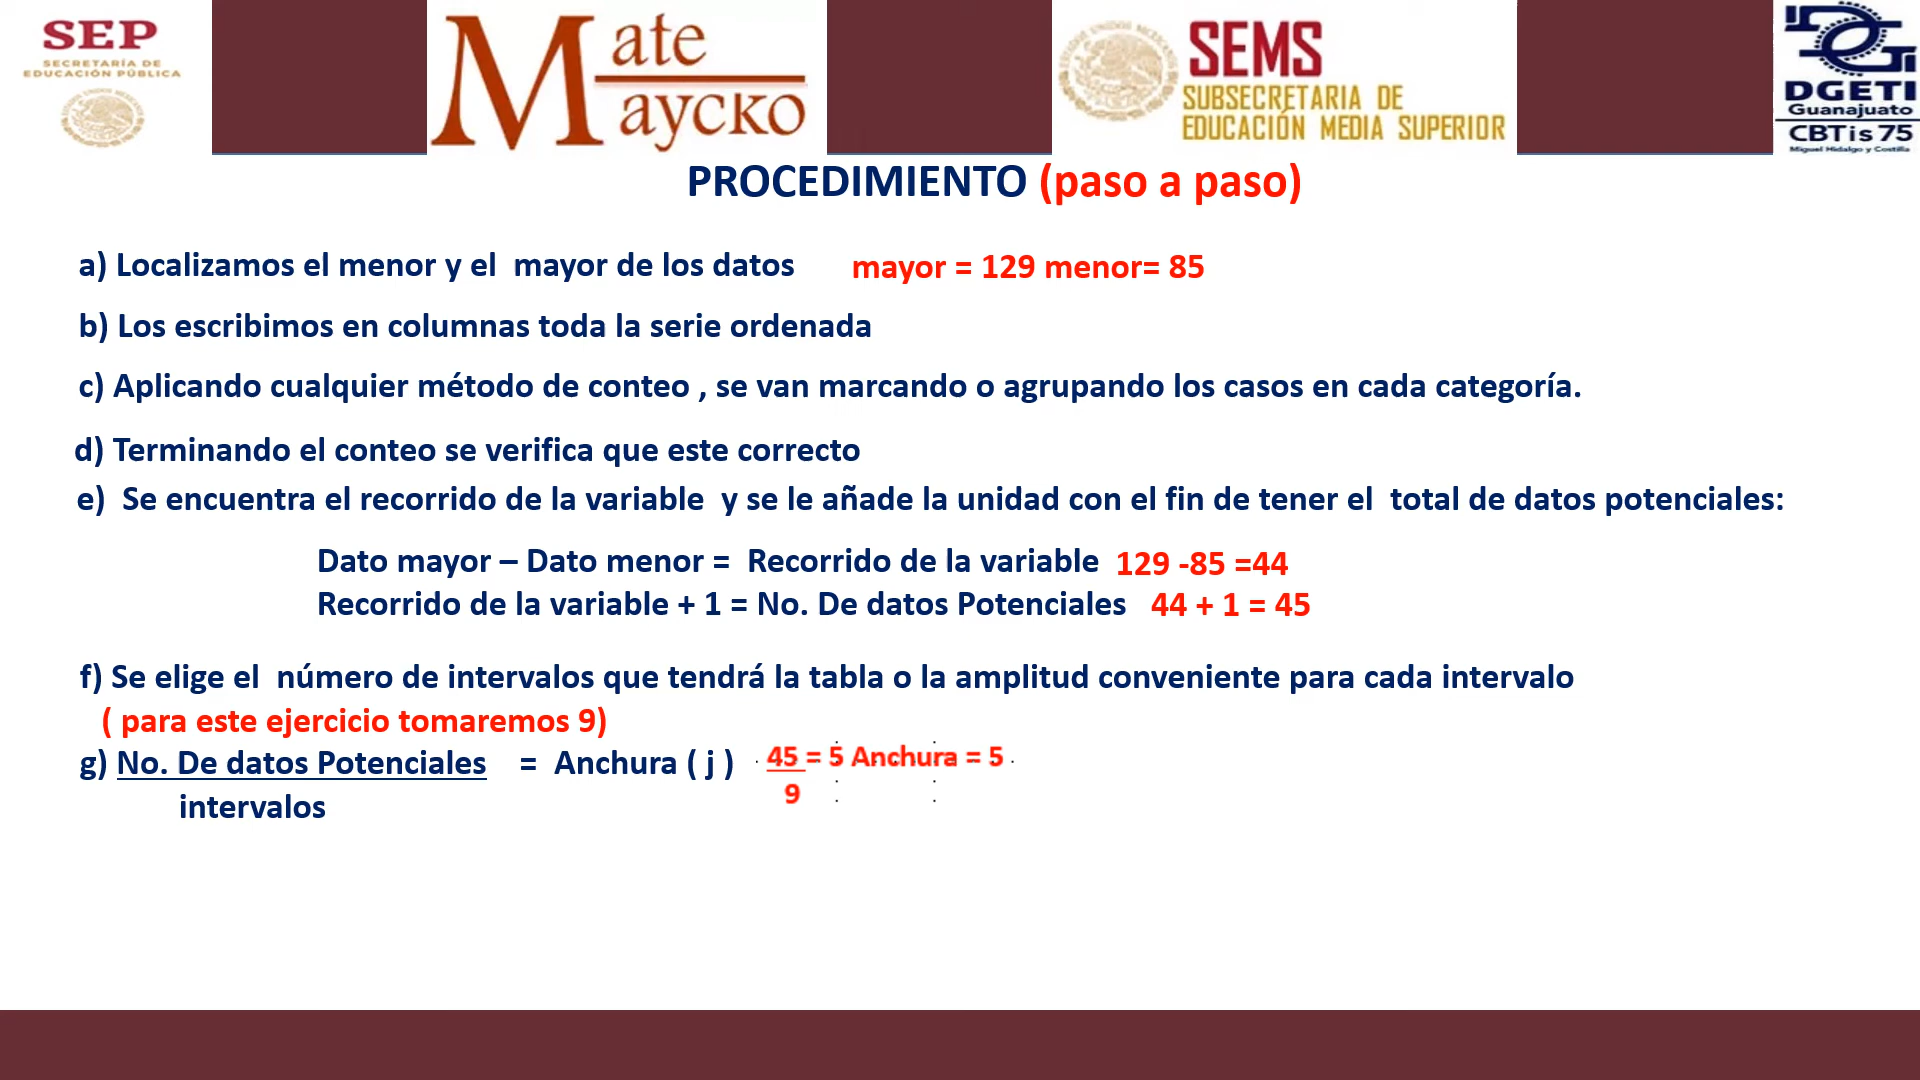 SEP
SECRETARÍA DE
EDUCACIÓN PÚBLICA
Mate
Maycko
SEMS
SUBSECRETARIA DE
EDUCACIÓN MEDIA SUPERIOR
DGETI
Guanajuato
CBTis 75
Miguel Hidalgo y Costilla
PROCEDIMIENTO (paso a paso)
a) Localizamos el menor y el mayor de los datos mayor = 129 menor= 85
b) Los escribimos en columnas toda la serie ordenada
c) Aplicando cualquier método de conteo , se van marcando o agrupando los casos en cada categoría.
d) Terminando el conteo se verifica que este correcto
e) Se encuentra el recorrido de la variable y se le añade la unidad con el fin de tener el total de datos potenciales:
Dato mayor – Dato menor = Recorrido de la variable 129 -85 =44
Recorrido de la variable + 1 = No. De datos Potenciales 44 + 1 = 45
f) Se elige el número de intervalos que tendrá la tabla o la amplitud conveniente para cada intervalo
( para este ejercicio tomaremos 9)
g) No. De datos Potenciales = Anchura ( j ) 45 = 5 Anchura = 5
intervalos 9